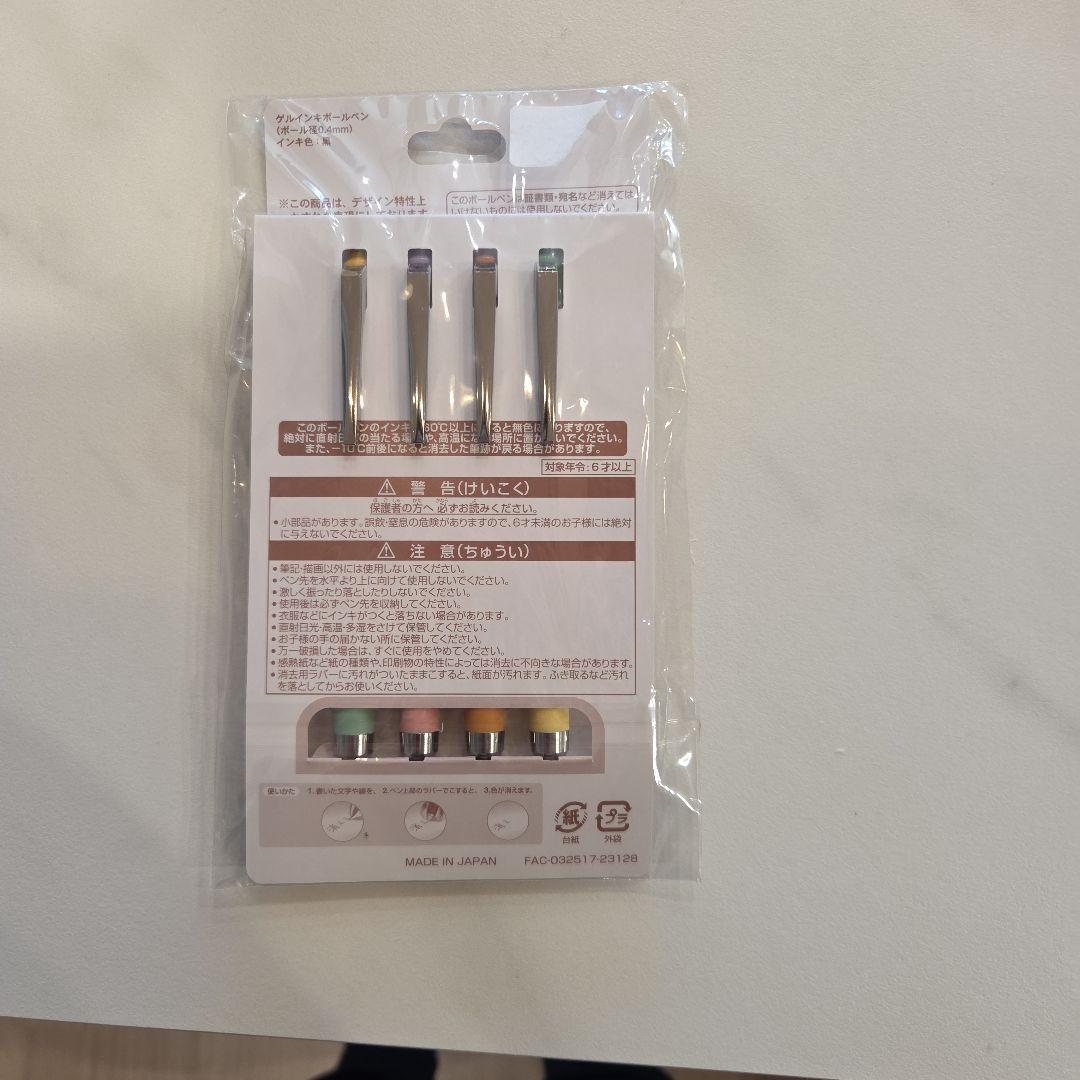 ゲルインキボールペン
(ボール径0.4mm)
インキ色：黒
※この商品は、デザイン特性上
このボールペンは証書類・宛名など消えては
いけないものには使用しないでください。
このボールペンのインキ 60℃以上に ると無色に りますので、
絶対に直射日 の当たる場 や、高温にな 場所に置か いでください。
また、－10℃前後になると消去した筆跡が戻る場合があります。
対象年令：6才以上
⚠ 警 告(けいこく)
保護者の方へ 必ずお読みください。
●小部品があります。誤飲・窒息の危険がありますので、6才未満のお子様には絶対
に与えないでください。
⚠ 注 意(ちゅうい)
●筆記・描画以外には使用しないでください。
●ペン先を水平より上に向けて使用しないでください。
●激しく振ったり落としたりしないでください。
●使用後は必ずペン先を収納してください。
●衣服などにインキがつくと落ちない場合があります。
●直射日光・高温・多湿をさけて保管してください。
●お子様の手の届かない所に保管してください。
●万一破損した場合は、すぐに使用をやめてください。
●感熱紙など紙の種類や、印刷物の特性によっては消去に不向きな場合があります。
●消去用ラバーに汚れがついたままこすると、紙面が汚れます。ふき取るなど汚れ
を落としてからお使いください。
使いかた 1.書いた文字や線を、 2.ペン上部のラバーでこすると、 3.色が消えます。
紙 プラ
台紙 外袋
MADE IN JAPAN FAC-032517-23128